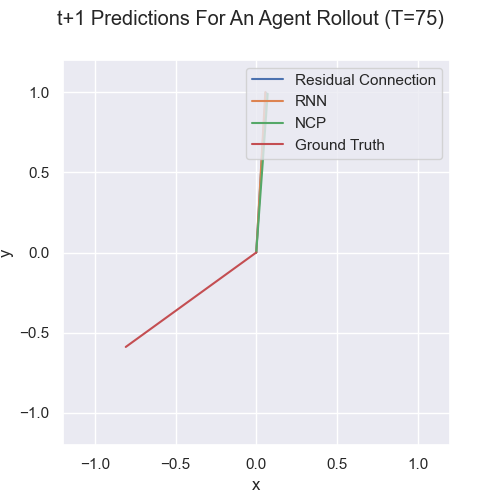 t+1 Predictions For An Agent Rollout (T=75)
Residual Connection
RNN
NCP
Ground Truth
1.0
0.5
0.0
−0.5
−1.0
y
−1.0 −0.5 0.0 0.5 1.0
x